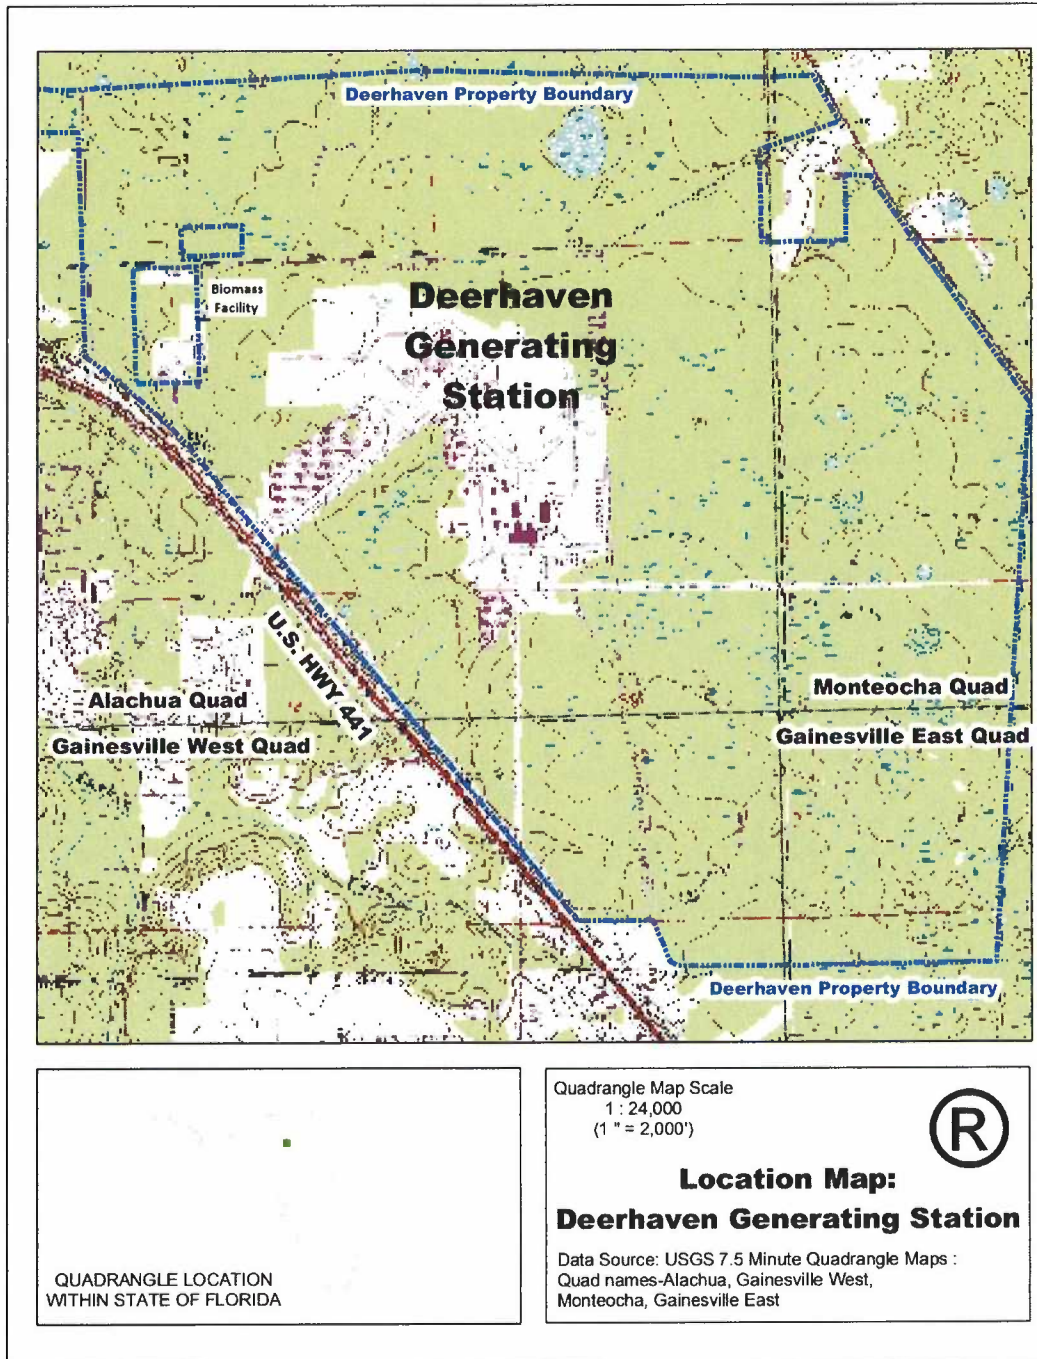 Deerhaven Property Boundary
Biomass
Facility
Deerhaven
Generating
Station
U.S. HWY 441
Alachua Quad
Gainesville West Quad
Monteocha Quad
Gainesville East Quad
Deerhaven Property Boundary
QUADRANGLE LOCATION
WITHIN STATE OF FLORIDA
Quadrangle Map Scale
1 : 24,000
(1 " = 2,000')
®
Location Map:
Deerhaven Generating Station
Data Source: USGS 7.5 Minute Quadrangle Maps :
Quad names-Alachua, Gainesville West,
Monteocha, Gainesville East